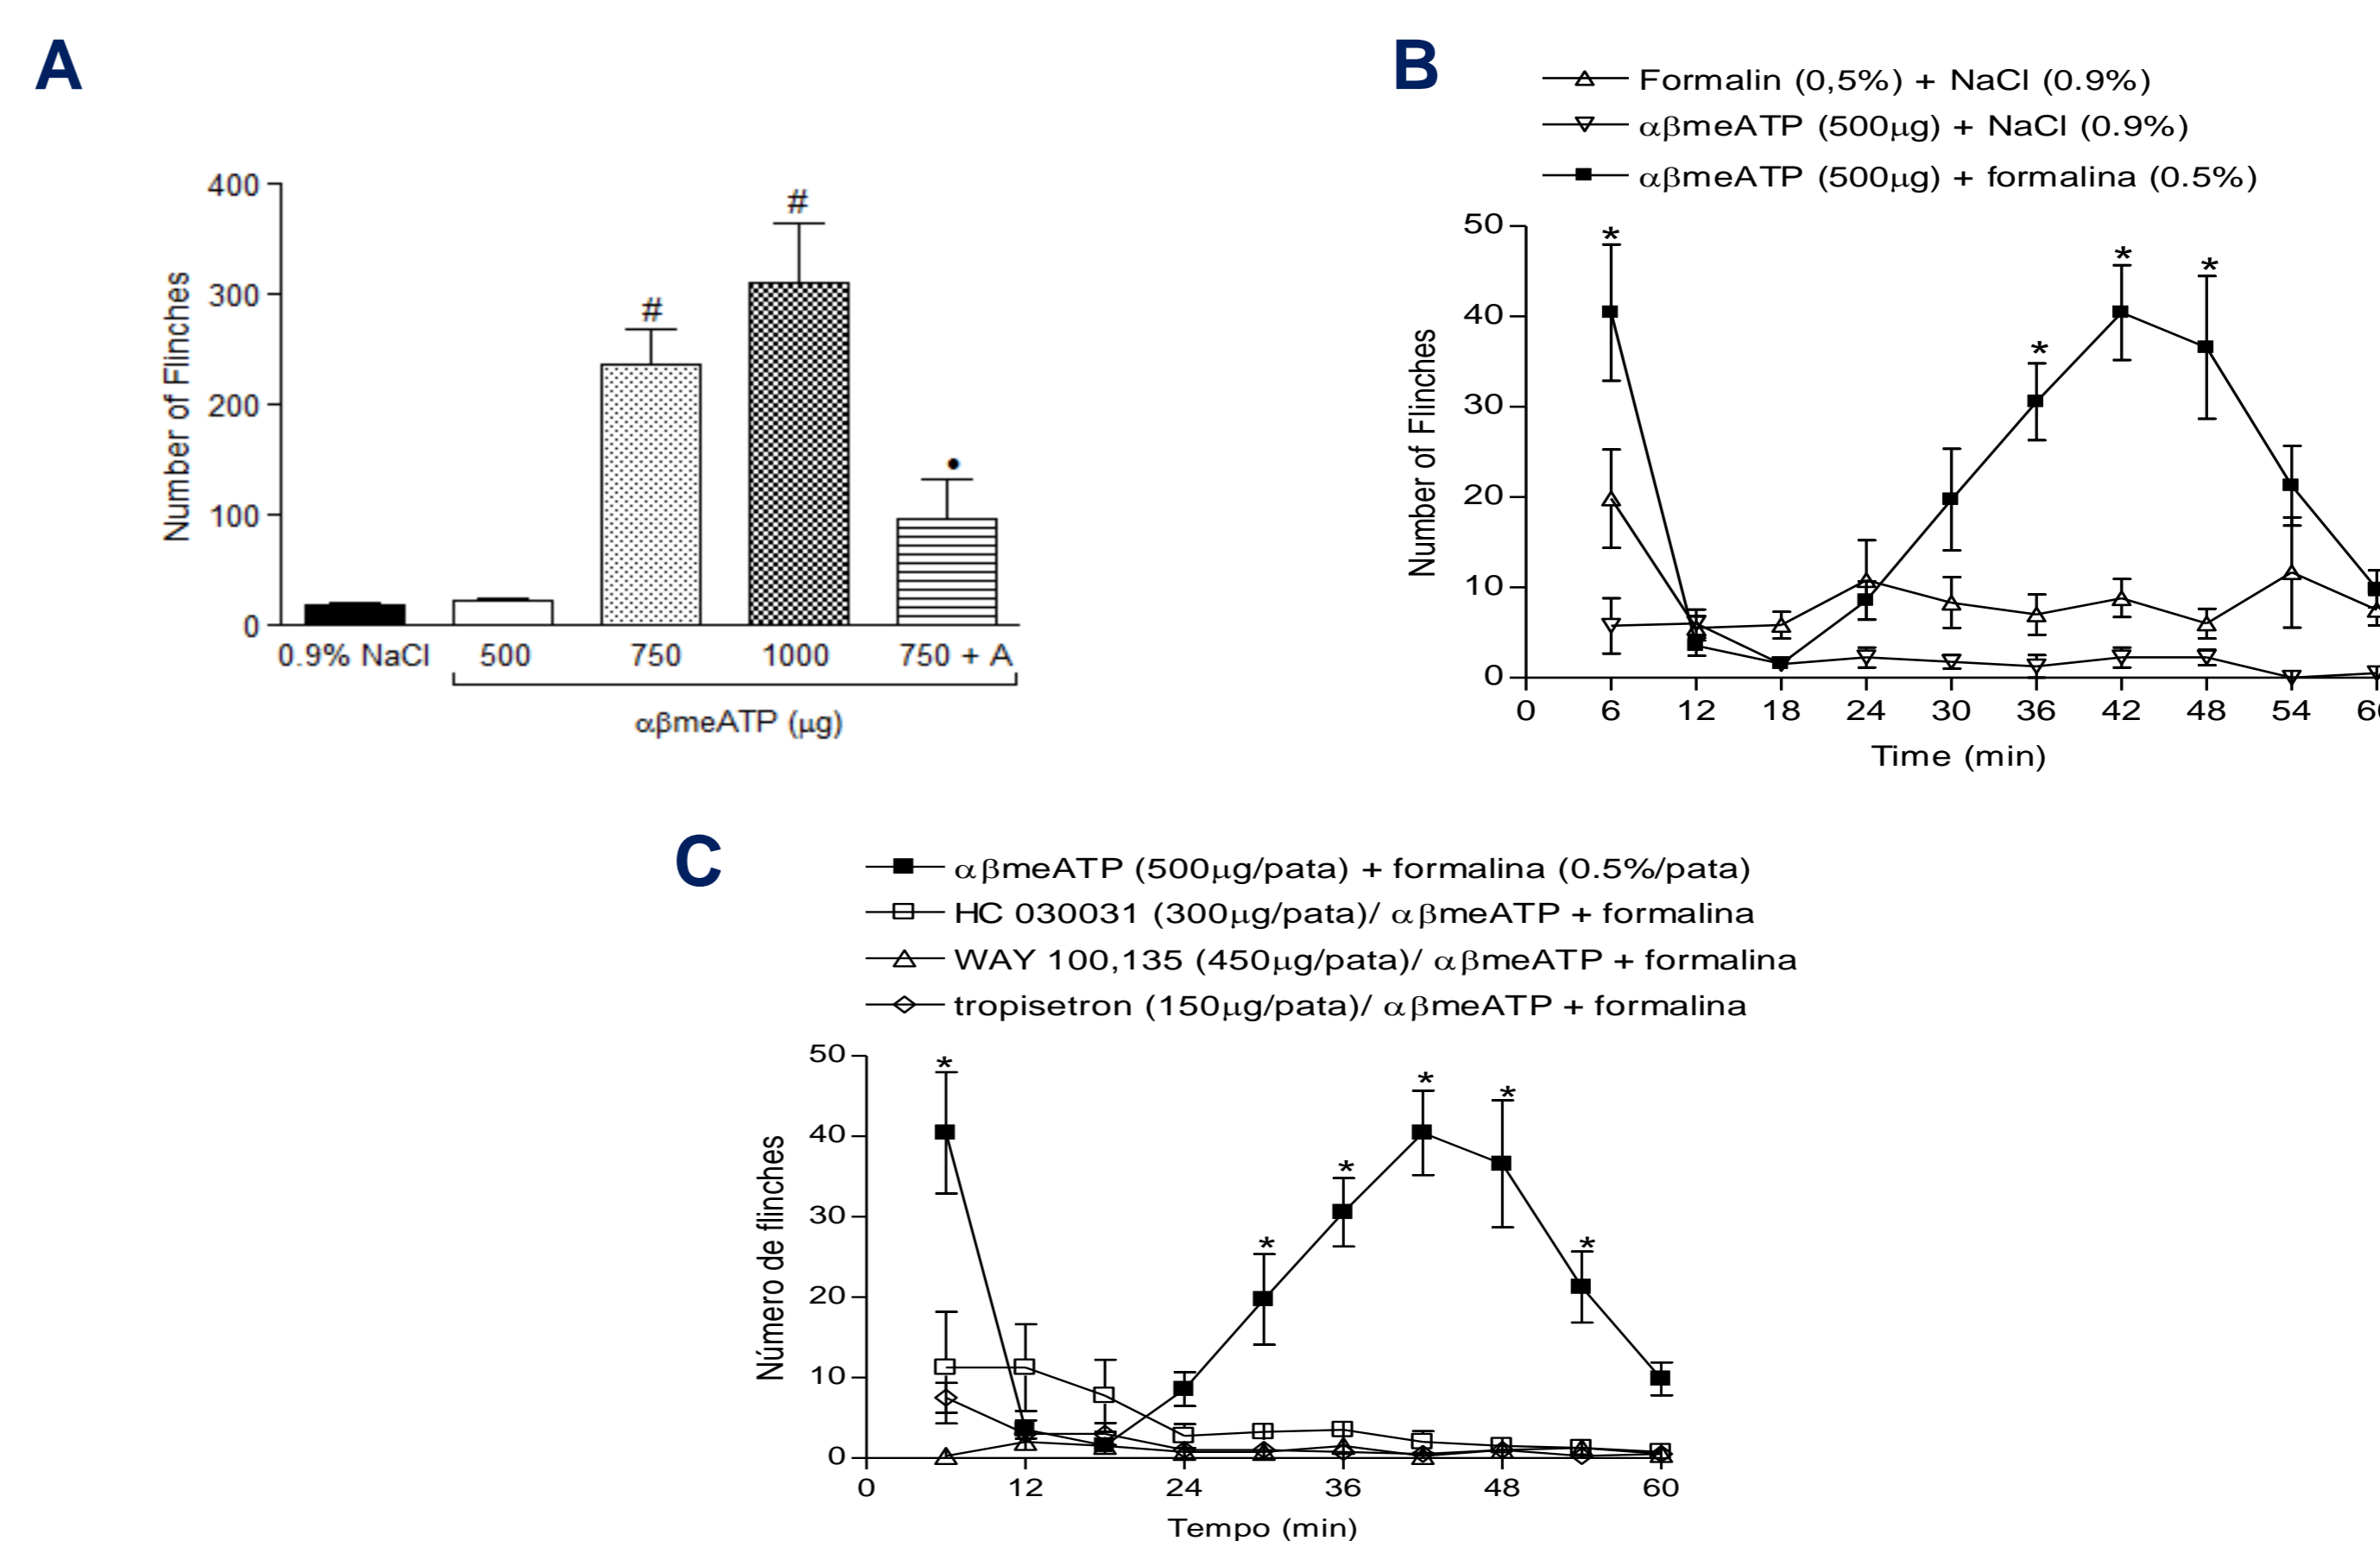 A
Number of Flinches
400
300
200
100
0
#
#
•
0.9% NaCl 500 750 1000 750 + A
αβmeATP (μg)
B
Formalin (0,5%) + NaCl (0.9%)
αβmeATP (500μg) + NaCl (0.9%)
αβmeATP (500μg) + formalina (0.5%)
Number of Flinches
50
40
30
20
10
0
* * * *
0 6 12 18 24 30 36 42 48 54
Time (min)
C
αβmeATP (500μg/pata) + formalina (0.5%/pata)
HC 030031 (300μg/pata)/ αβmeATP + formalina
WAY 100,135 (450μg/pata)/ αβmeATP + formalina
tropisetron (150μg/pata)/ αβmeATP + formalina
Número de flinches
50
40
30
20
10
0
* * * * * *
0 12 24 36 48 60
Tempo (min)